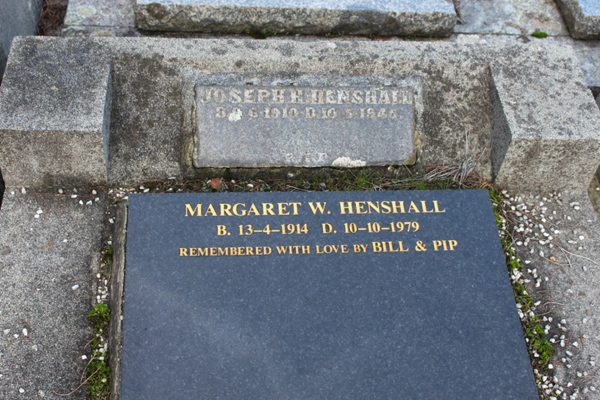 JOSEPH H. HENSHALL
MARGARET W. HENSHALL
B. 13–4–1914 D. 10–10–1979
REMEMBERED WITH LOVE BY BILL & PIP